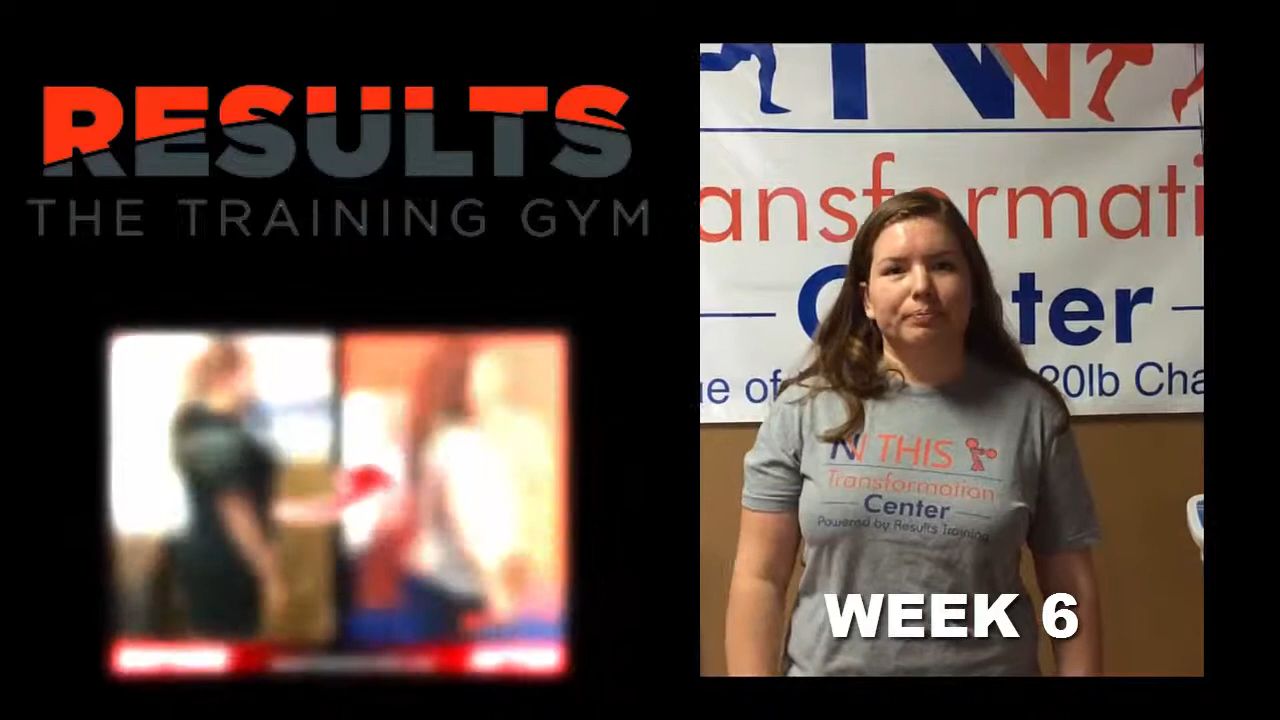 RESULTS
THE TRAINING GYM
ansformati
ter
e of
20lb Cha
THIS
Transformation
Center
Powered by Results Training
WEEK 6